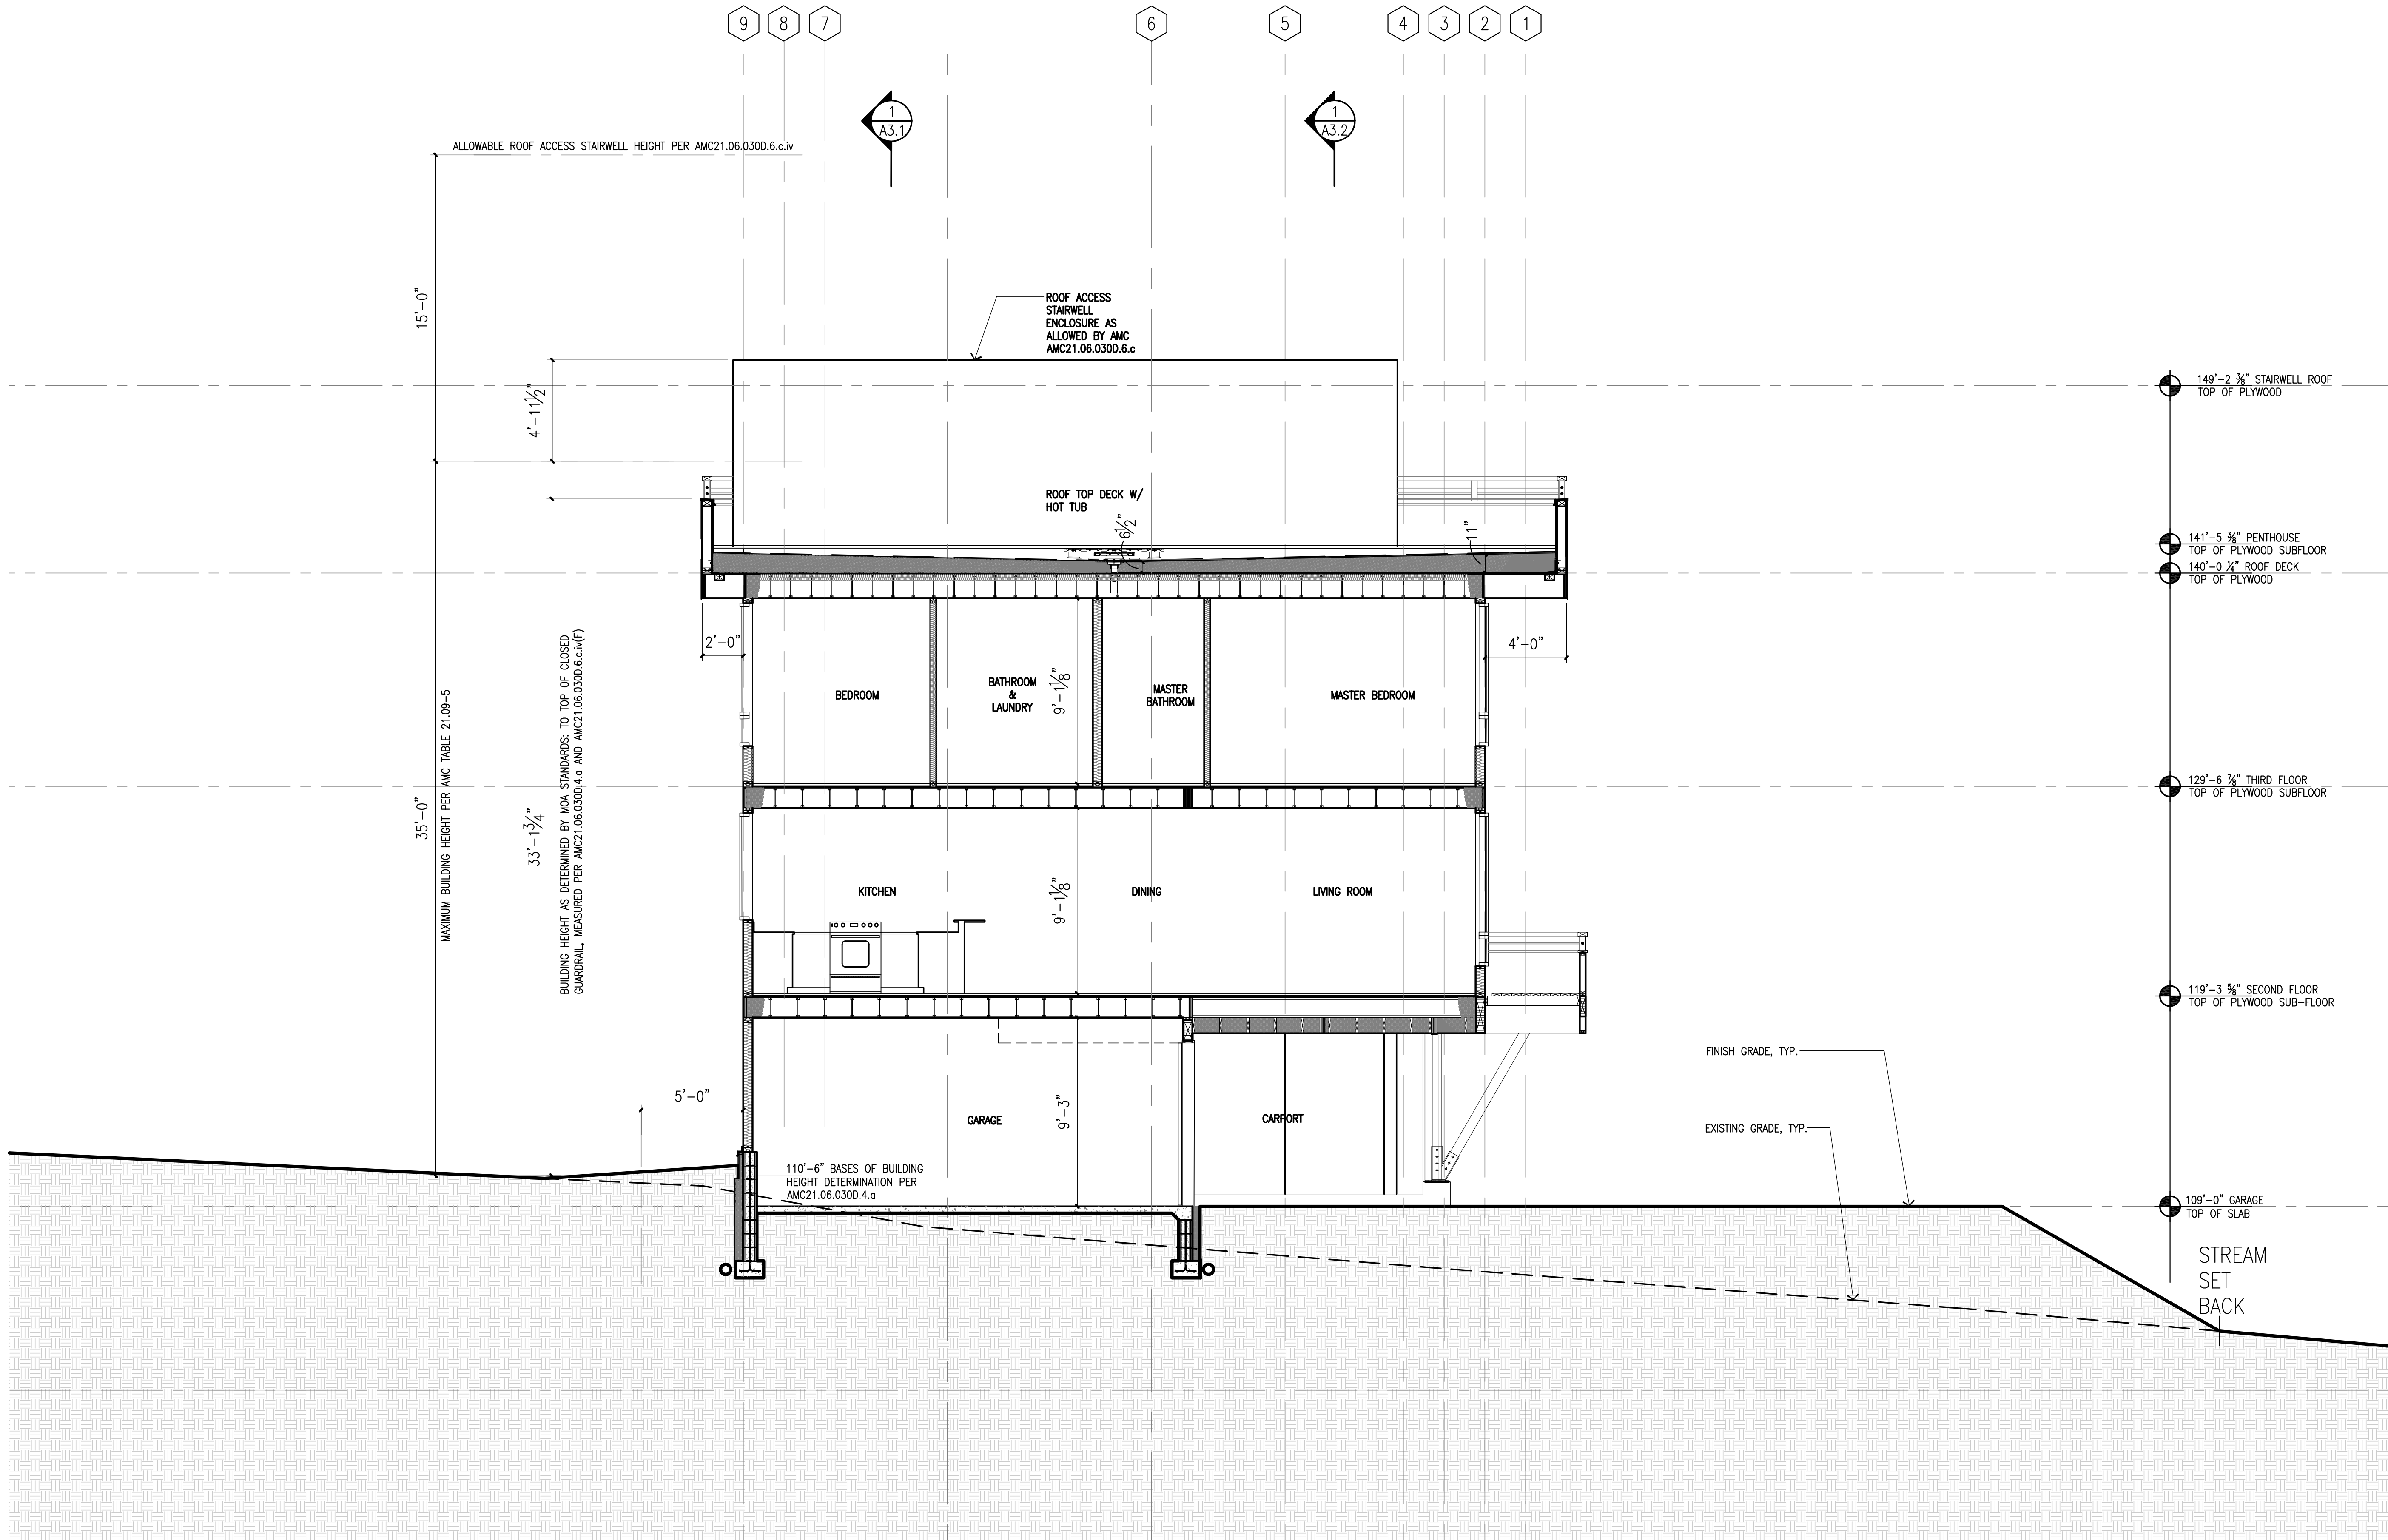 9
8
7
6
5
4
3
2
1
1
A3.1
1
A3.2
ALLOWABLE ROOF ACCESS STAIRWELL HEIGHT PER AMC21.06.030D.6.c.iv
15'-0"
ROOF ACCESS
STAIRWELL
ENCLOSURE AS
ALLOWED BY AMC
AMC21.06.030D.6.c
4'-11½"
149'-2 ⅜" STAIRWELL ROOF
TOP OF PLYWOOD
ROOF TOP DECK W/
HOT TUB
6½"
11"
141'-5 ⅜" PENTHOUSE
TOP OF PLYWOOD SUBFLOOR
140'-0 ¼" ROOF DECK
TOP OF PLYWOOD
2'-0"
4'-0"
BEDROOM
BATHROOM
&
LAUNDRY
9'-1⅛"
MASTER
BATHROOM
MASTER BEDROOM
35'-0"
MAXIMUM BUILDING HEIGHT PER AMC TABLE 21.09-5
33'-1¾"
BUILDING HEIGHT AS DETERMINED BY MOA STANDARDS: TO TOP OF CLOSED
GUARDRAIL, MEASURED PER AMC21.06.030D.4.a AND AMC21.06.030D.6.c.iv(F)
129'-6 ⅞" THIRD FLOOR
TOP OF PLYWOOD SUBFLOOR
KITCHEN
9'-1⅛"
DINING
LIVING ROOM
119'-3 ⅝" SECOND FLOOR
TOP OF PLYWOOD SUB-FLOOR
FINISH GRADE, TYP.
5'-0"
GARAGE
9'-3"
CARPORT
EXISTING GRADE, TYP.
110'-6" BASES OF BUILDING
HEIGHT DETERMINATION PER
AMC21.06.030D.4.a
109'-0" GARAGE
TOP OF SLAB
STREAM
SET
BACK